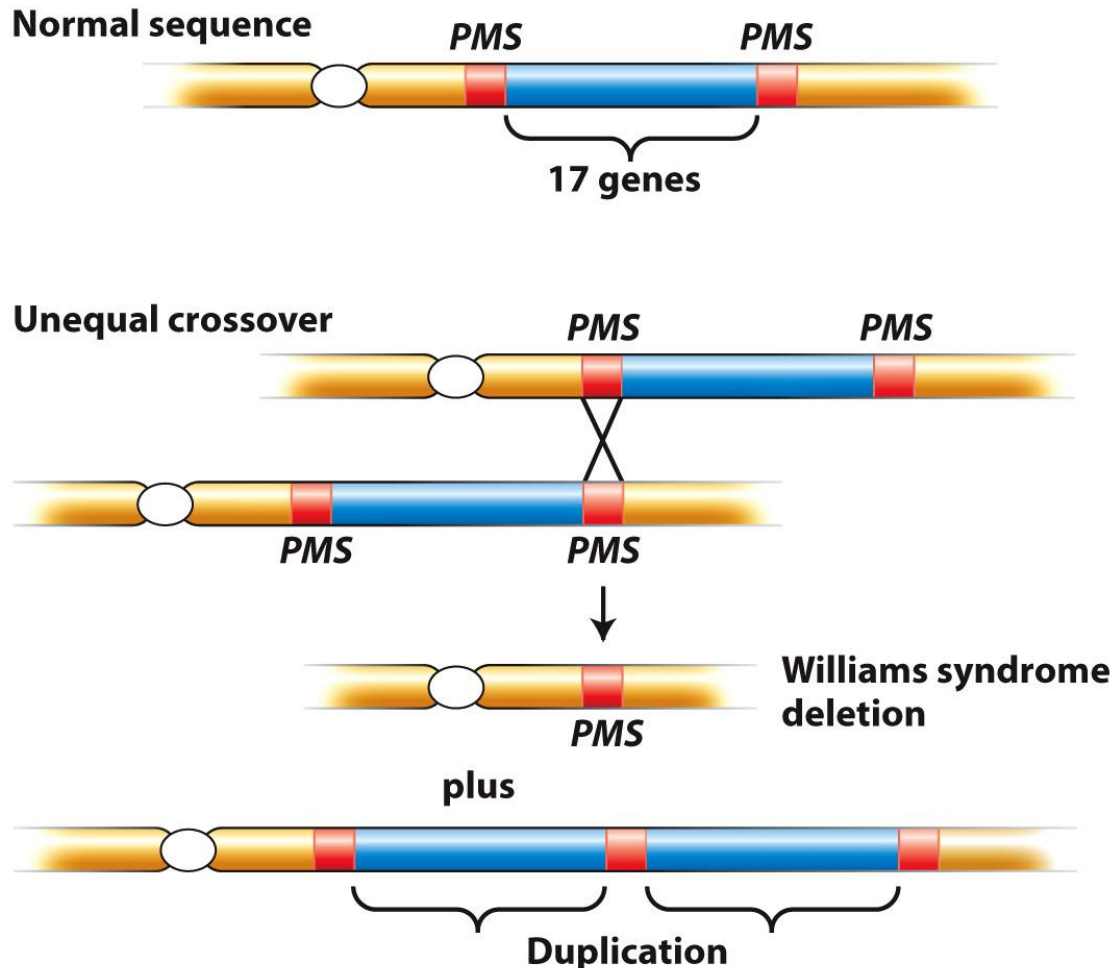 Normal sequence
PMS PMS
17 genes
Unequal crossover
PMS PMS
PMS PMS
Williams syndrome
deletion
PMS
plus
Duplication